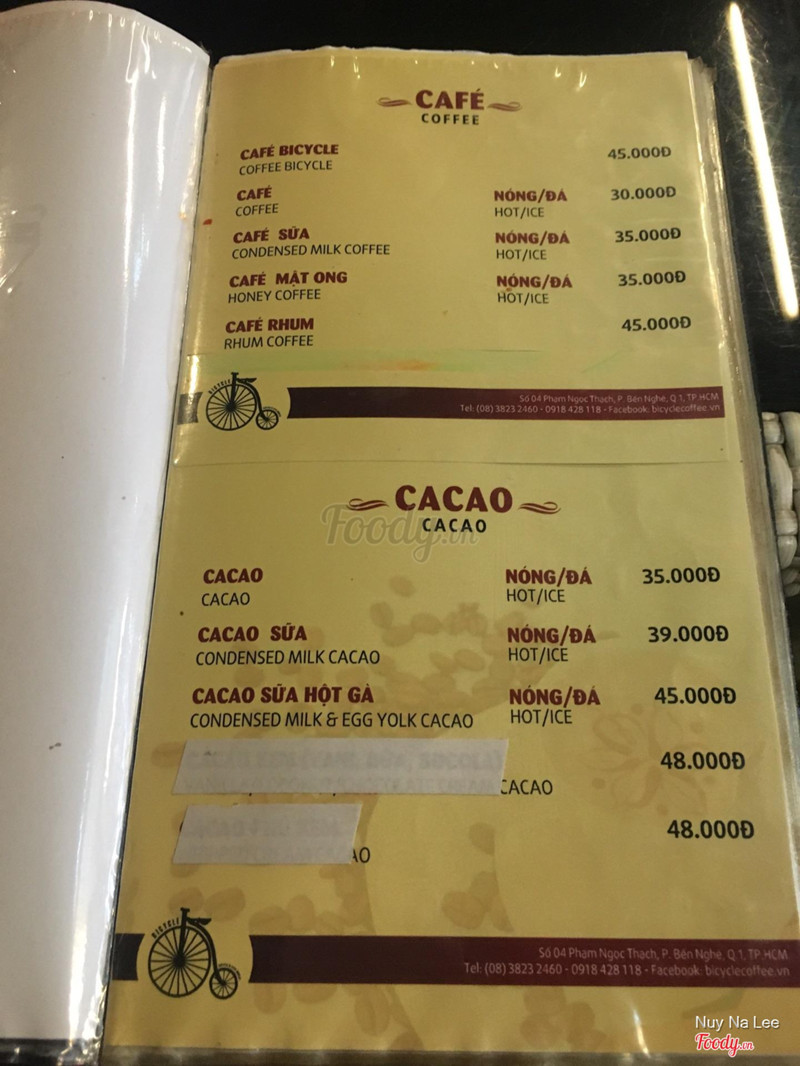 CAFÉ
COFFEE
CAFÉ BICYCLE 45.000Đ
COFFEE BICYCLE
CAFÉ NÓNG/ĐÁ 30.000Đ
COFFEE HOT/ICE
CAFÉ SỮA NÓNG/ĐÁ 35.000Đ
CONDENSED MILK COFFEE HOT/ICE
CAFÉ MẬT ONG NÓNG/ĐÁ 35.000Đ
HONEY COFFEE HOT/ICE
CAFÉ RHUM 45.000Đ
RHUM COFFEE
BICYCLE
Số 04 Phạm Ngọc Thạch, P. Bến Nghé, Q 1, TP.HCM
Tel: (08) 3823 2460 - 0918 428 118 - Facebook: bicyclecoffee.vn
CACAO
CACAO
Foody.vn
CACAO NÓNG/ĐÁ 35.000Đ
CACAO HOT/ICE
CACAO SỮA NÓNG/ĐÁ 39.000Đ
CONDENSED MILK CACAO HOT/ICE
CACAO SỮA HỘT GÀ NÓNG/ĐÁ 45.000Đ
CONDENSED MILK & EGG YOLK CACAO HOT/ICE
48.000Đ
CACAO
48.000Đ
AO
BICYCLE
Số 04 Phạm Ngọc Thạch, P. Bến Nghé, Q 1, TP.HCM
Tel: (08) 3823 2460 - 0918 428 118 - Facebook: bicyclecoffee.vn
Nuy Na Lee
Foody.vn